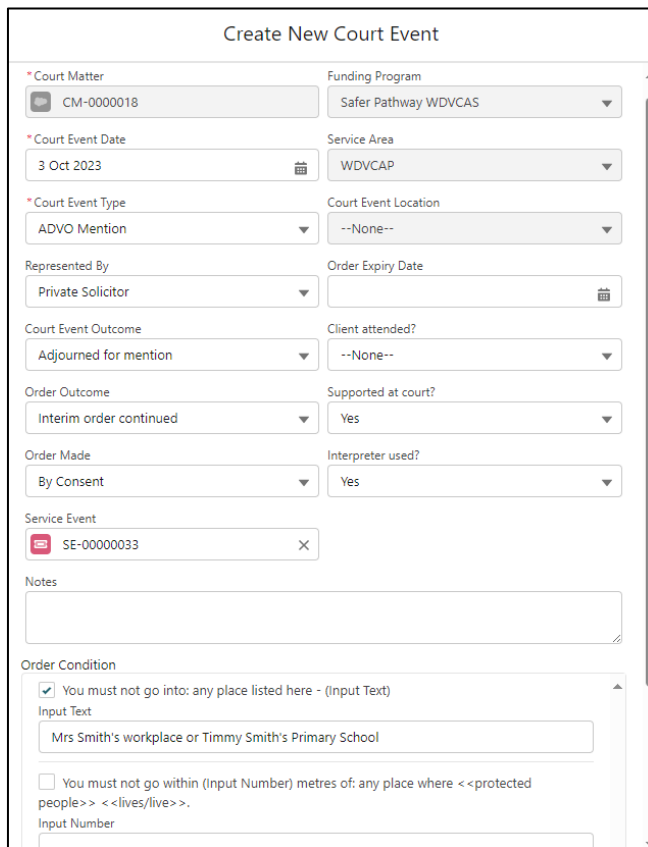 Create New Court Event
*Court Matter
CM-0000018
Funding Program
Safer Pathway WDVCAS
*Court Event Date
3 Oct 2023
Service Area
WDVCAP
*Court Event Type
ADVO Mention
Court Event Location
--None--
Represented By
Private Solicitor
Order Expiry Date
Court Event Outcome
Adjourned for mention
Client attended?
--None--
Order Outcome
Interim order continued
Supported at court?
Yes
Order Made
By Consent
Interpreter used?
Yes
Service Event
SE-00000033
Notes
Order Condition
You must not go into: any place listed here - (Input Text)
Input Text
Mrs Smith's workplace or Timmy Smith's Primary School
You must not go within (Input Number) metres of: any place where <<protected
people>> <<lives/live>>.
Input Number